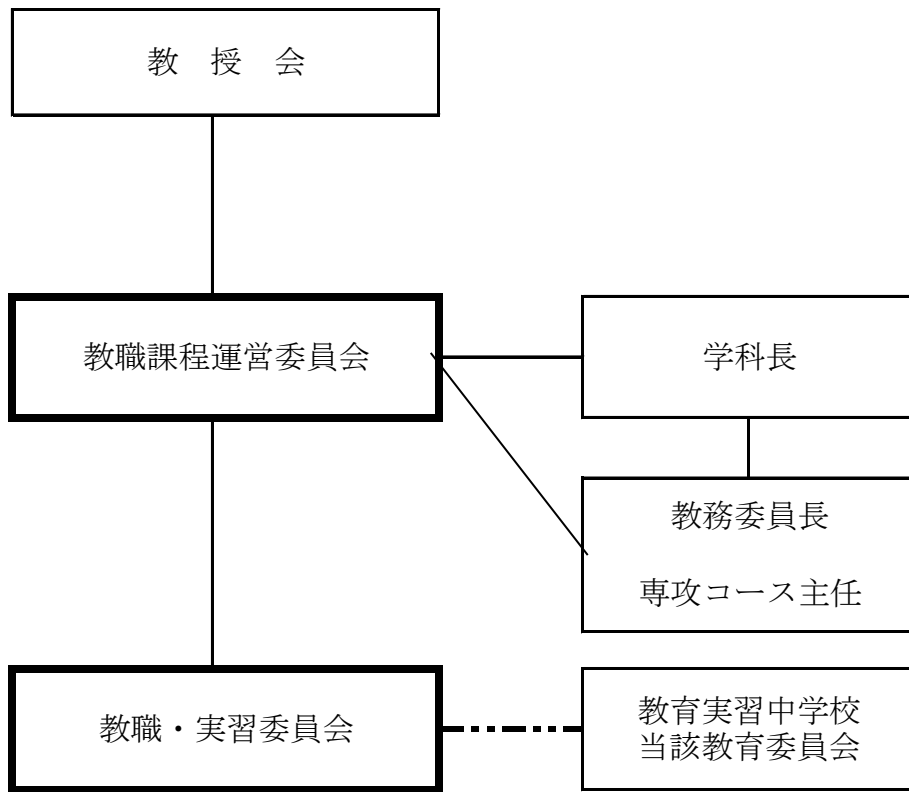 教　授　会
教職課程運営委員会
学科長
教務委員長
専攻コース主任
教職・実習委員会
教育実習中学校
当該教育委員会